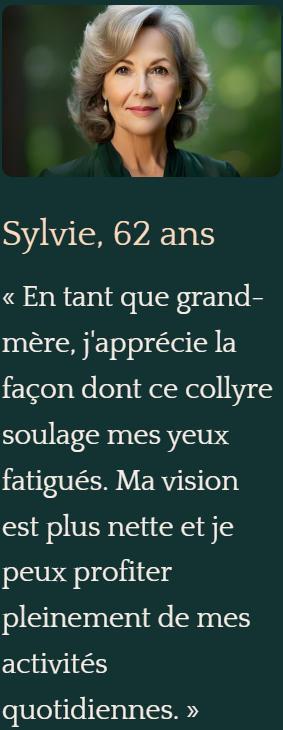 Sylvie, 62 ans
« En tant que grand-
mère, j'apprécie la
façon dont ce collyre
soulage mes yeux
fatigués. Ma vision
est plus nette et je
peux profiter
pleinement de mes
activités
quotidiennes. »